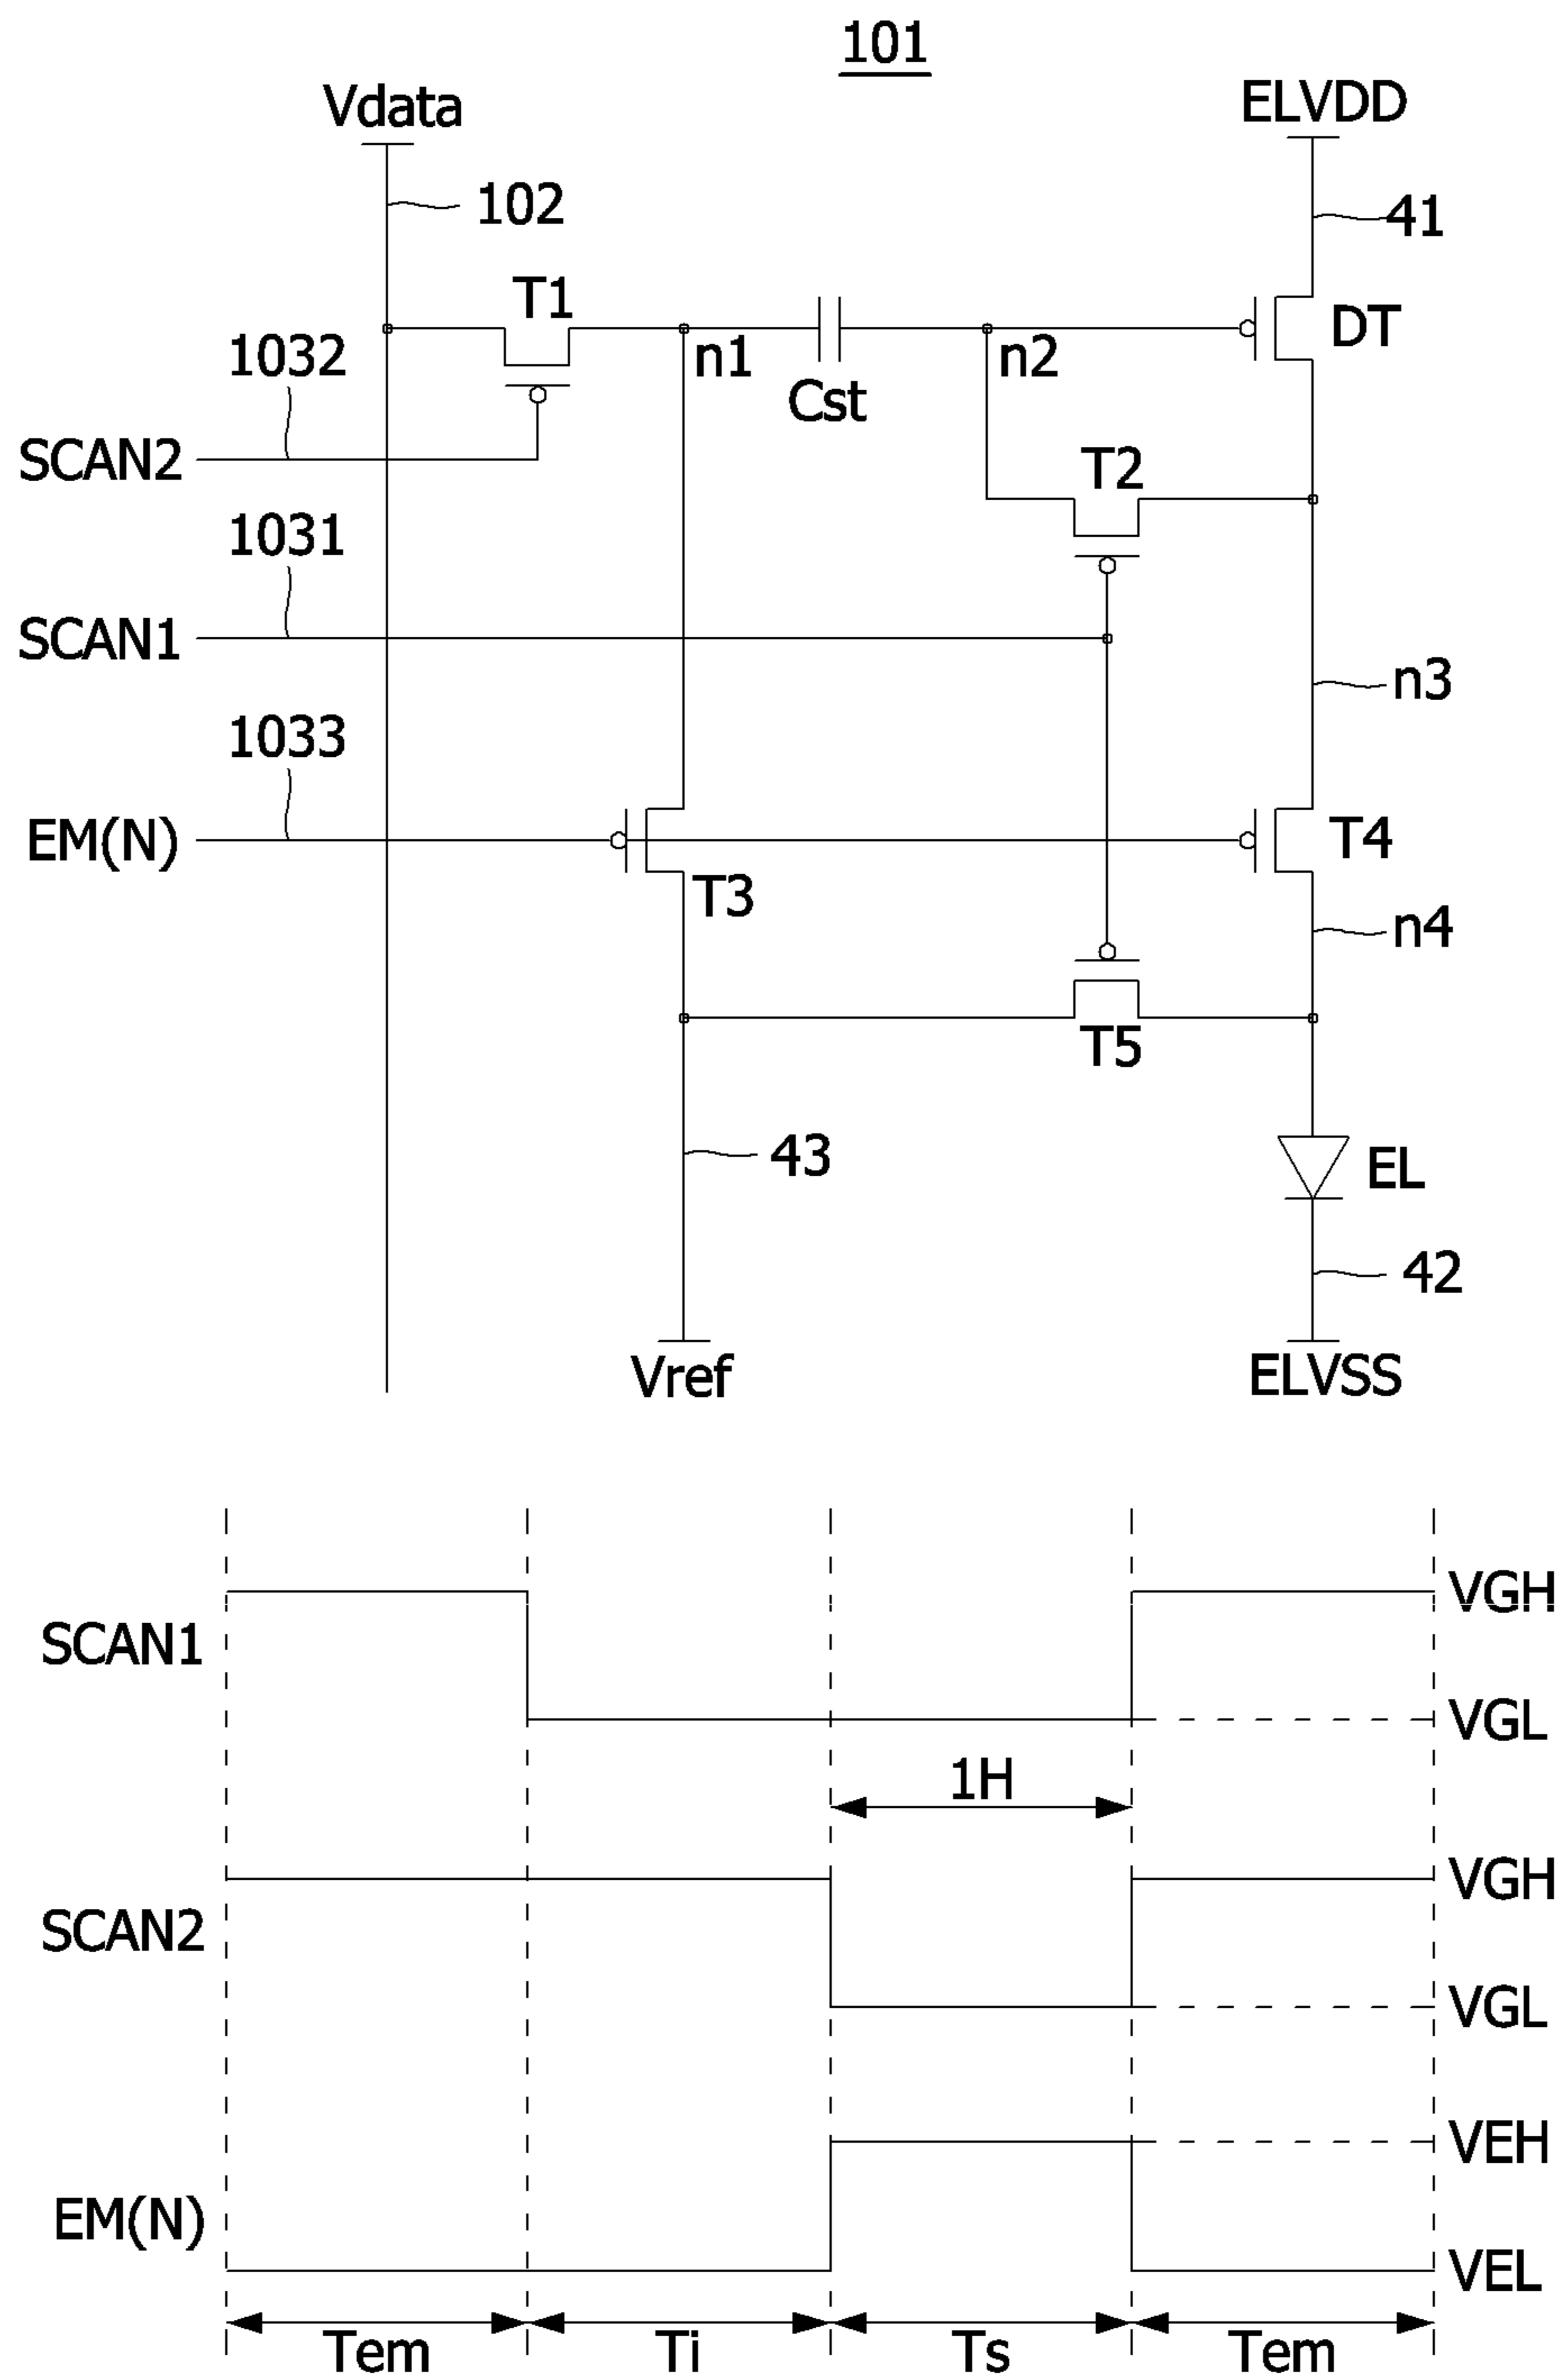 101
Vdata
ELVDD
102
41
T1
DT
1032
n1
n2
Cst
SCAN2
T2
1031
SCAN1
n3
1033
EM(N)
T4
T3
n4
T5
43
EL
42
Vref
ELVSS
VGH
SCAN1
VGL
1H
VGH
SCAN2
VGL
VEH
EM(N)
VEL
Tem
Ti
Ts
Tem